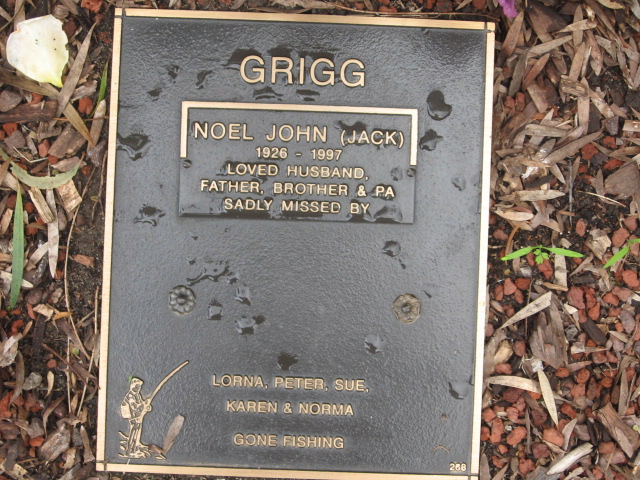 GRIGG
NOEL JOHN (JACK)
1926 - 1997
LOVED HUSBAND,
FATHER, BROTHER & PA
SADLY MISSED BY
LORNA, PETER, SUE,
KAREN & NORMA
GONE FISHING
268